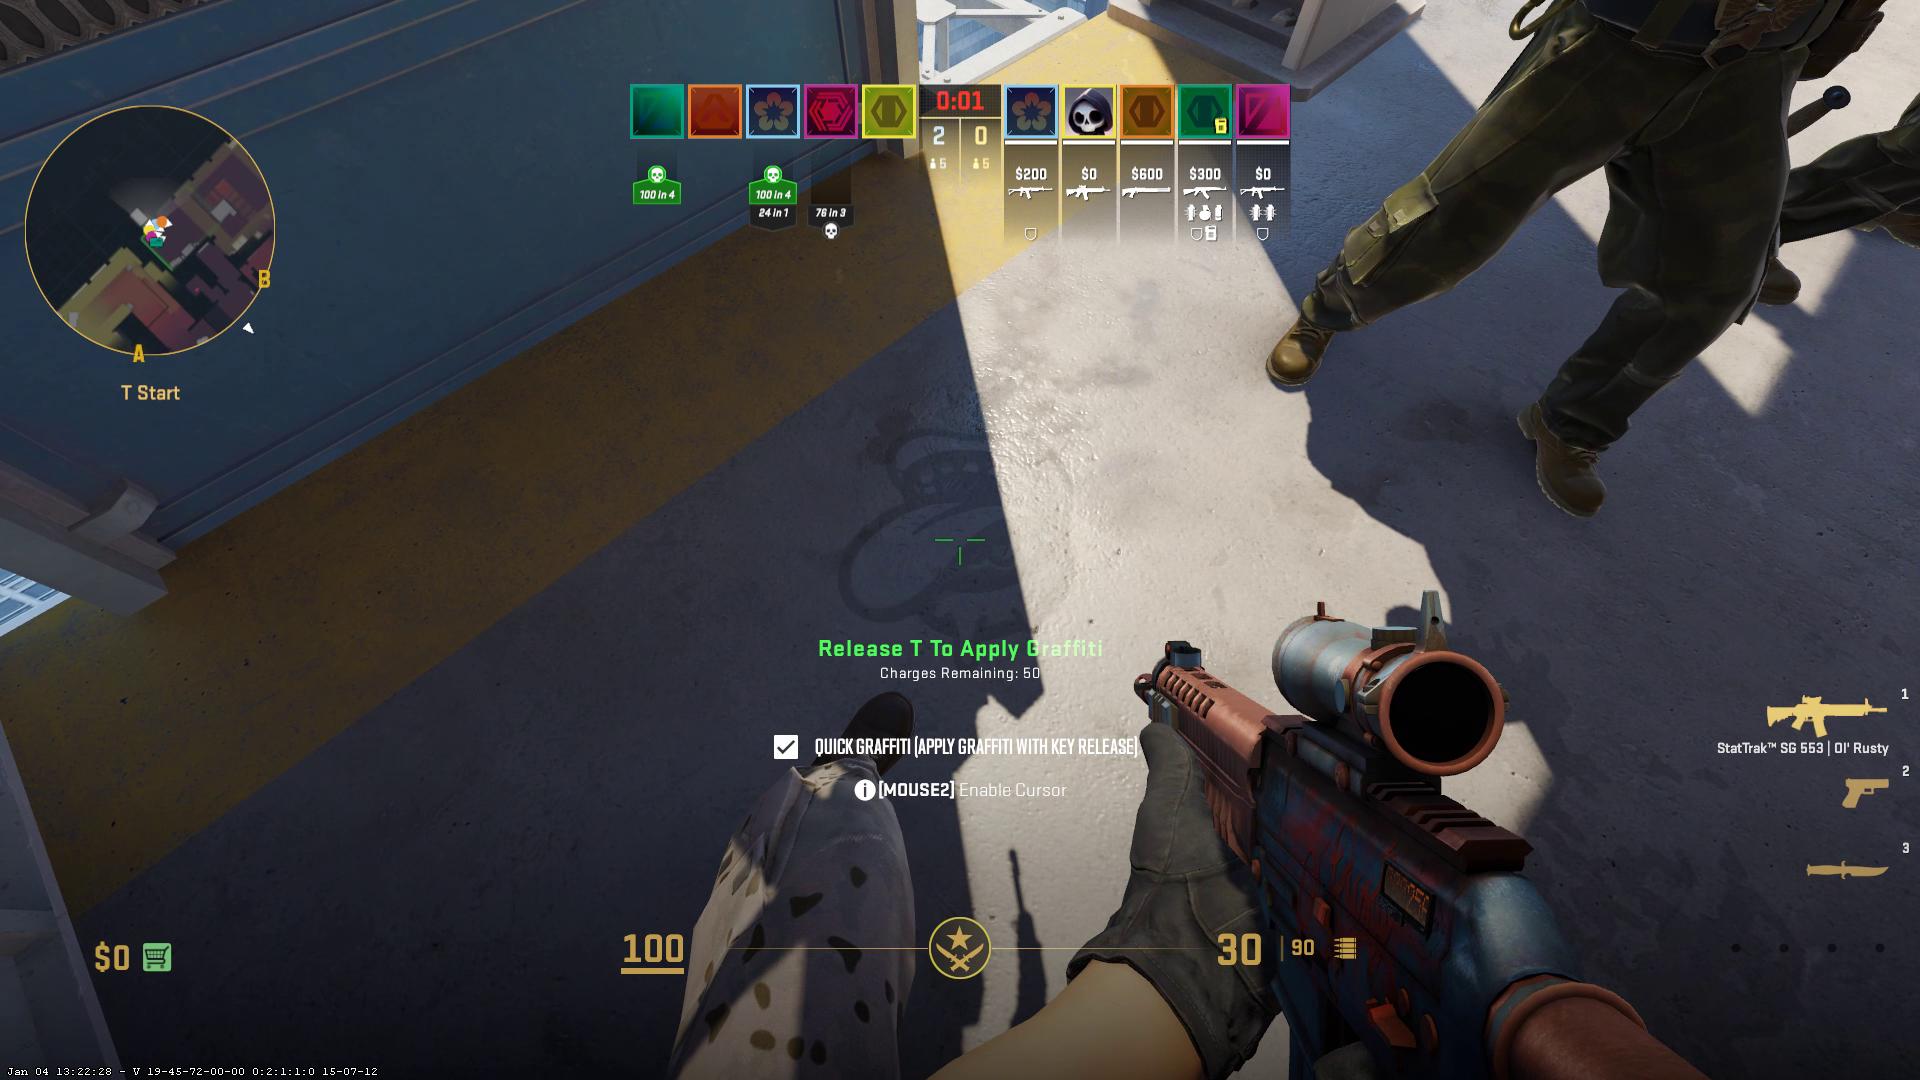 0:01
2 0
5 5
100 in 4
100 in 4
24 in 1
76 in 3
$200 $0 $600 $300 $0
B
A
T Start
Release T To Apply Graffiti
Charges Remaining: 50
QUICK GRAFFITI (APPLY GRAFFITI WITH KEY RELEASE)
[MOUSE2] Enable Cursor
1
StatTrak™ SG 553 | Ol' Rusty
2
3
$0
100
30 | 90
Jan 04 13:22:28 - V 19-45-72-00-00 0:2:1:1:0 15-07-12